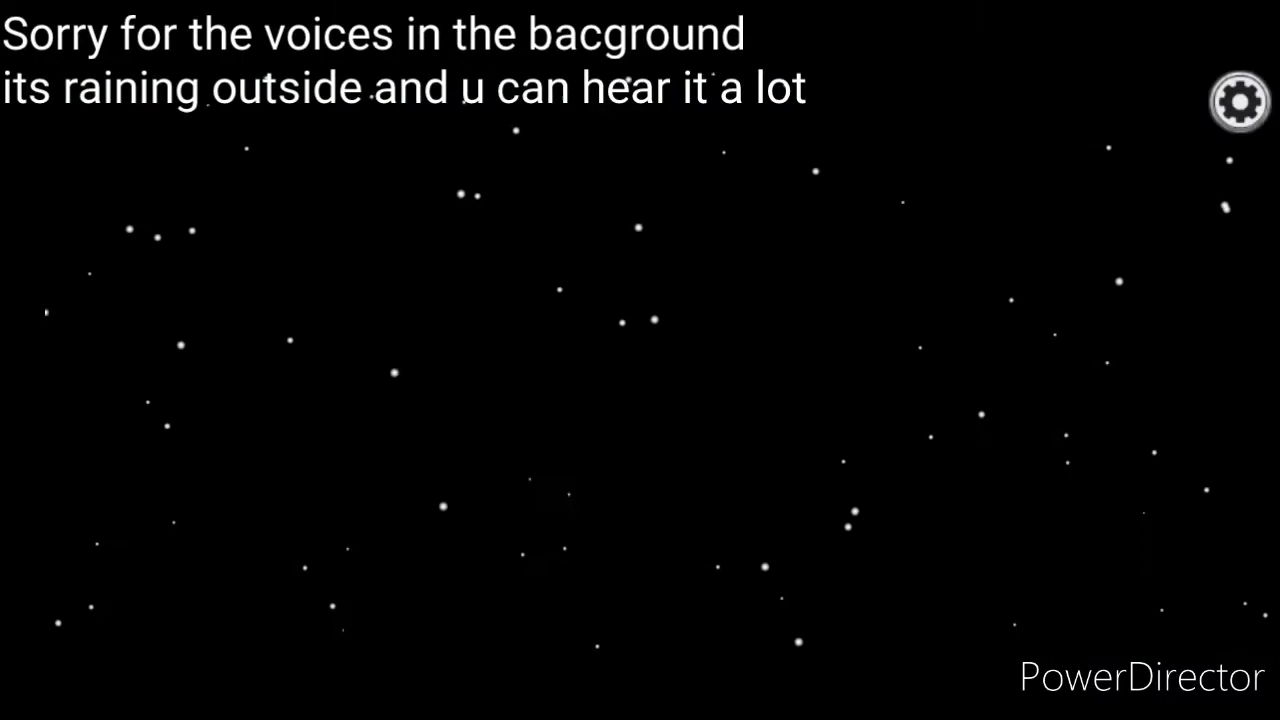 Sorry for the voices in the bacground
its raining outside and u can hear it a lot
PowerDirector